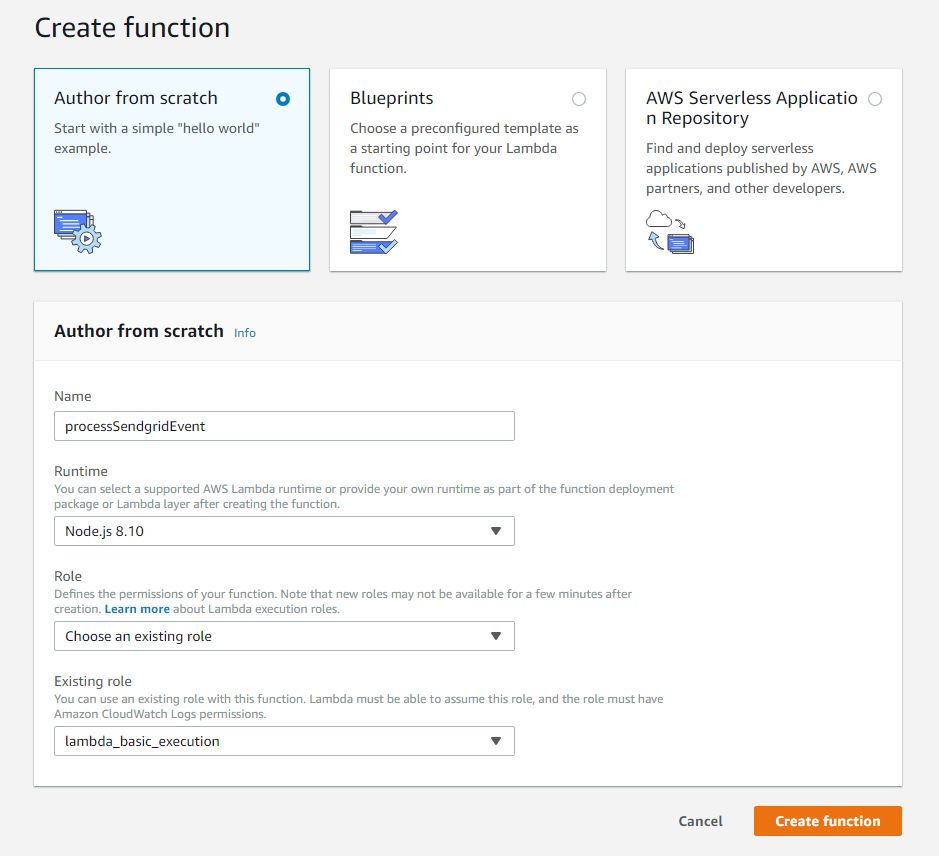 Create function
Author from scratch
Start with a simple "hello world"
example.
Blueprints
Choose a preconfigured template as
a starting point for your Lambda
function.
AWS Serverless Applicatio
n Repository
Find and deploy serverless
applications published by AWS, AWS
partners, and other developers.
Author from scratch Info
Name
processSendgridEvent
Runtime
You can select a supported AWS Lambda runtime or provide your own runtime as part of the function deployment
package or Lambda layer after creating the function.
Node.js 8.10
Role
Defines the permissions of your function. Note that new roles may not be available for a few minutes after
creation. Learn more about Lambda execution roles.
Choose an existing role
Existing role
You can use an existing role with this function. Lambda must be able to assume this role, and the role must have
Amazon CloudWatch Logs permissions.
lambda_basic_execution
Cancel Create function